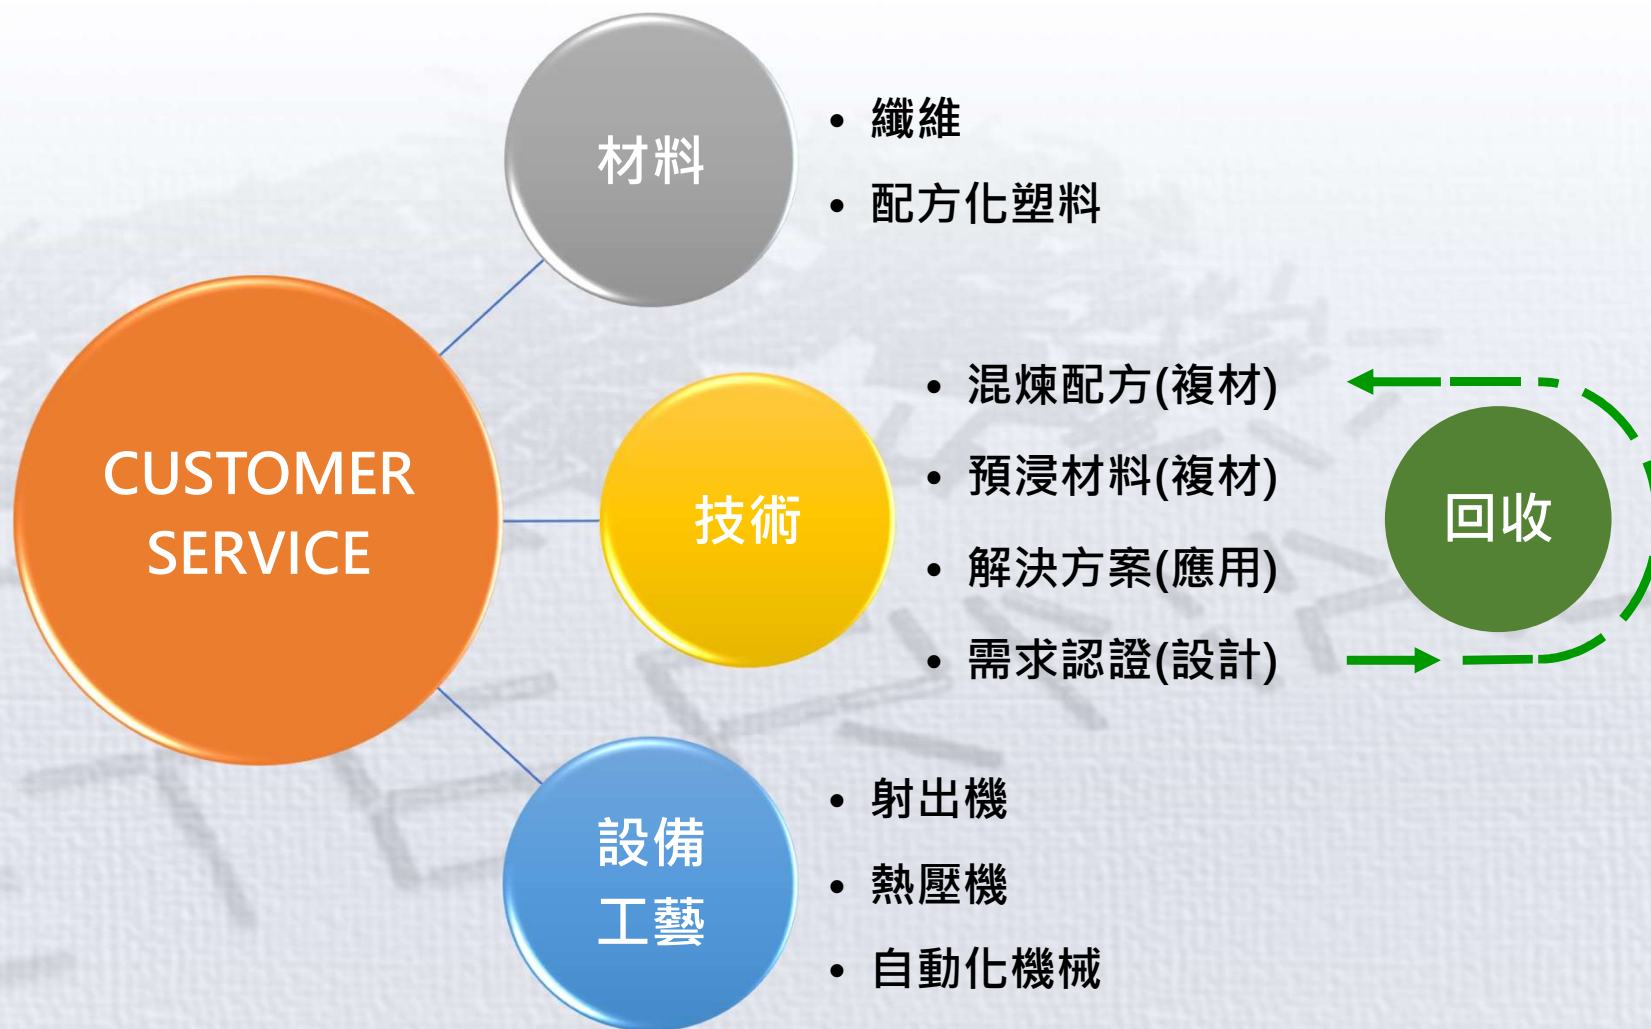 材料
• 纖維
• 配方化塑料
CUSTOMER
SERVICE
技術
• 混煉配方(複材)
• 預浸材料(複材)
• 解決方案(應用)
• 需求認證(設計)
回收
設備
工藝
• 射出機
• 熱壓機
• 自動化機械